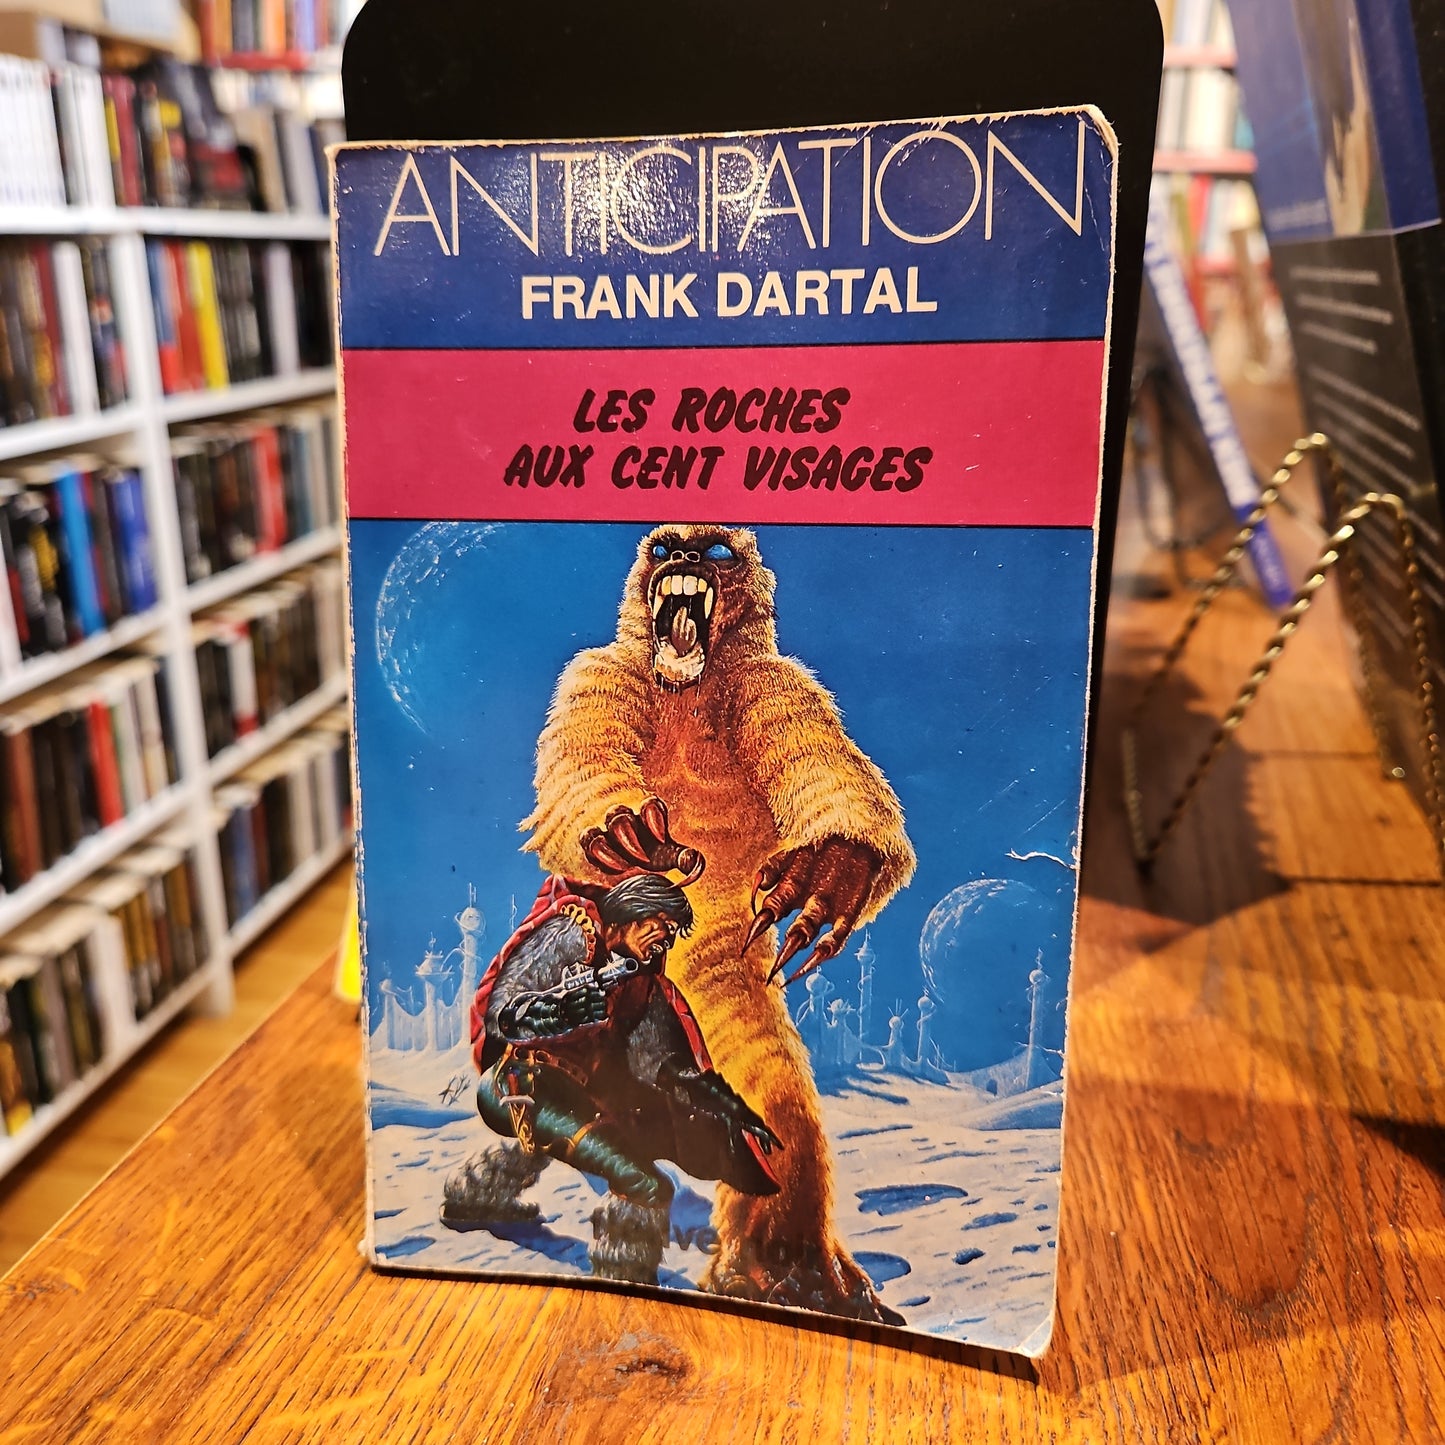 ANTICIPATION
FRANK DARTAL
LES ROCHES
AUX CENT VISAGES